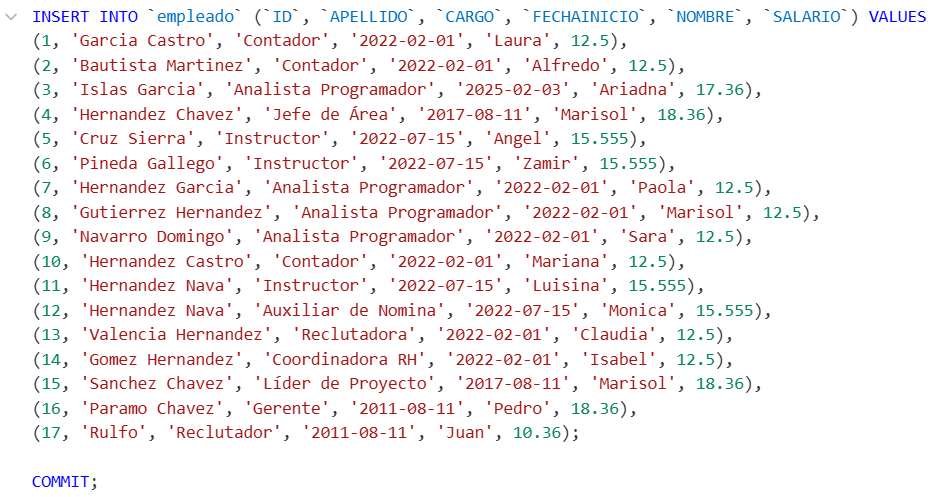 INSERT INTO `empleado` (`ID`, `APELLIDO`, `CARGO`, `FECHAINICIO`, `NOMBRE`, `SALARIO`) VALUES
(1, 'Garcia Castro', 'Contador', '2022-02-01', 'Laura', 12.5),
(2, 'Bautista Martinez', 'Contador', '2022-02-01', 'Alfredo', 12.5),
(3, 'Islas Garcia', 'Analista Programador', '2025-02-03', 'Ariadna', 17.36),
(4, 'Hernandez Chavez', 'Jefe de Área', '2017-08-11', 'Marisol', 18.36),
(5, 'Cruz Sierra', 'Instructor', '2022-07-15', 'Angel', 15.555),
(6, 'Pineda Gallego', 'Instructor', '2022-07-15', 'Zamir', 15.555),
(7, 'Hernandez Garcia', 'Analista Programador', '2022-02-01', 'Paola', 12.5),
(8, 'Gutierrez Hernandez', 'Analista Programador', '2022-02-01', 'Marisol', 12.5),
(9, 'Navarro Domingo', 'Analista Programador', '2022-02-01', 'Sara', 12.5),
(10, 'Hernandez Castro', 'Contador', '2022-02-01', 'Mariana', 12.5),
(11, 'Hernandez Nava', 'Instructor', '2022-07-15', 'Luisina', 15.555),
(12, 'Hernandez Nava', 'Auxiliar de Nomina', '2022-07-15', 'Monica', 15.555),
(13, 'Valencia Hernandez', 'Reclutadora', '2022-02-01', 'Claudia', 12.5),
(14, 'Gomez Hernandez', 'Coordinadora RH', '2022-02-01', 'Isabel', 12.5),
(15, 'Sanchez Chavez', 'Líder de Proyecto', '2017-08-11', 'Marisol', 18.36),
(16, 'Paramo Chavez', 'Gerente', '2011-08-11', 'Pedro', 18.36),
(17, 'Rulfo', 'Reclutador', '2011-08-11', 'Juan', 10.36);
COMMIT;